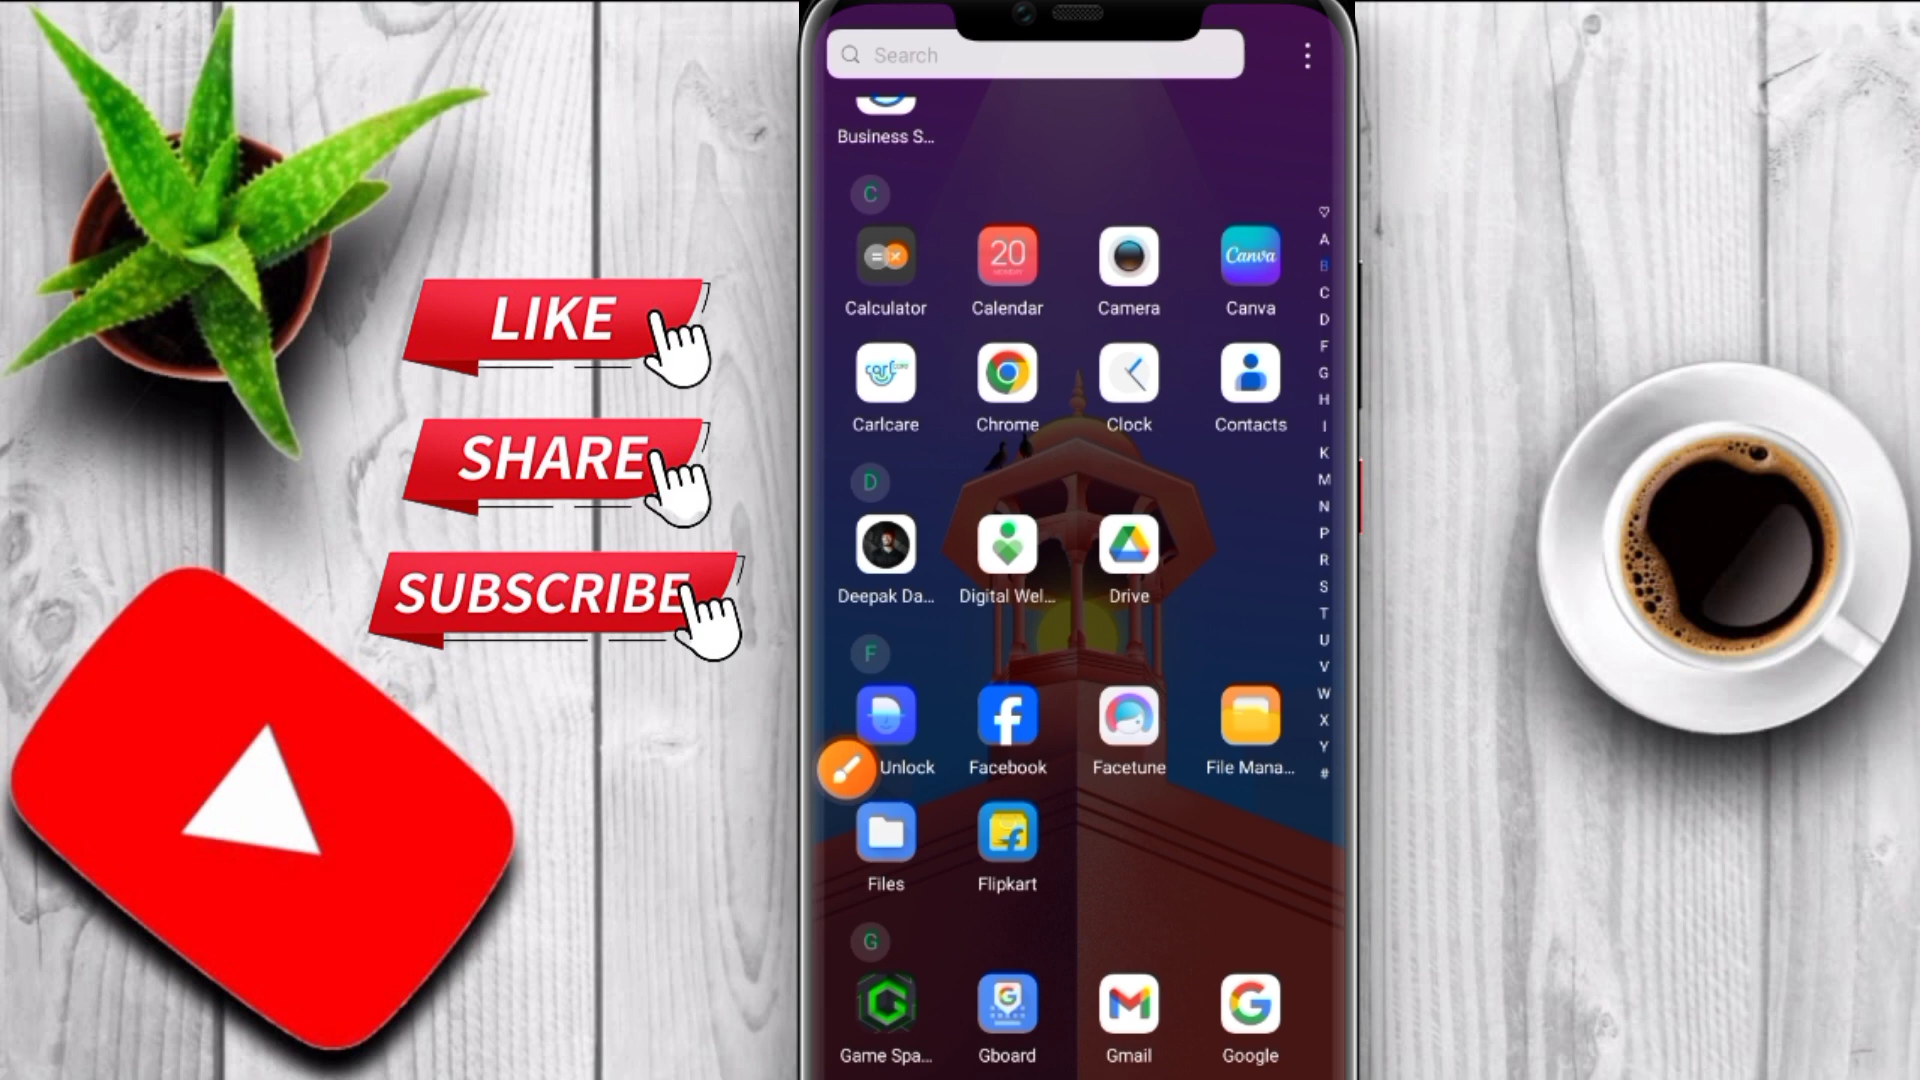 LIKE
SHARE
SUBSCRIBE
Search
Business S...
C
20
MONDAY
Canva
Calculator
Calendar
Camera
Canva
Carlcare
Chrome
Clock
Contacts
D
Deepak Da...
Digital Wel...
Drive
F
Unlock
Facebook
Facetune
File Mana...
Files
Flipkart
G
Game Spa...
Gboard
Gmail
Google
A
B
C
D
F
G
H
I
K
M
N
P
R
S
T
U
V
W
X
Y
#